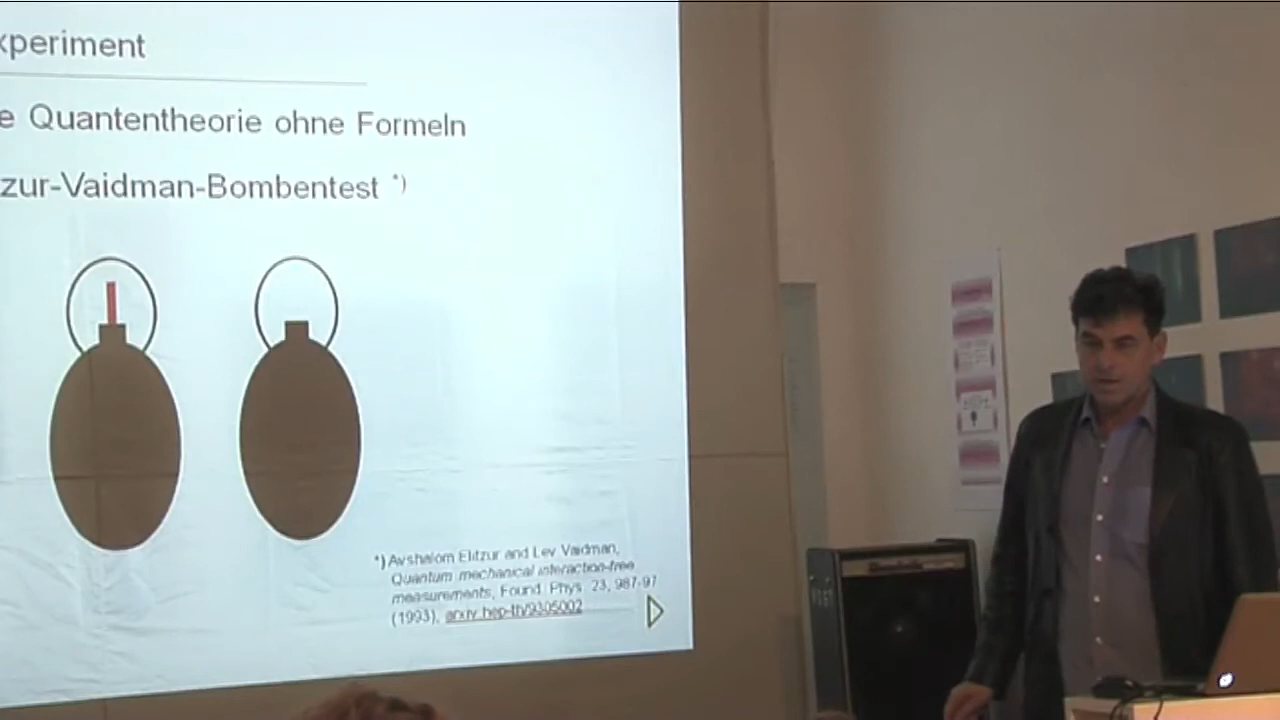 xperiment
e Quantentheorie ohne Formeln
zur-Vaidman-Bombentest *)
*) Avshalom Elitzur and Lev Vaidman,
Quantum mechanical interaction-free
measurements, Found. Phys. 23, 987-97
(1993), arxiv:hep-th/9305002